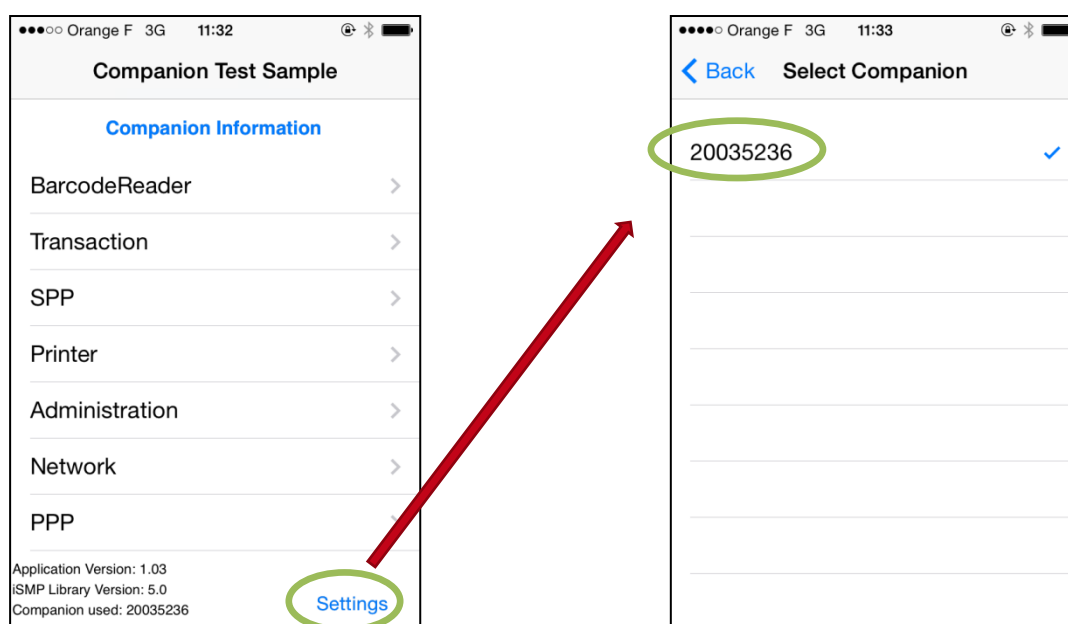 Orange F 3G 11:32
Companion Test Sample
Companion Information
BarcodeReader
Transaction
SPP
Printer
Administration
Network
PPP
Application Version: 1.03
iSMP Library Version: 5.0
Companion used: 20035236
Settings
Orange F 3G 11:33
Back Select Companion
20035236